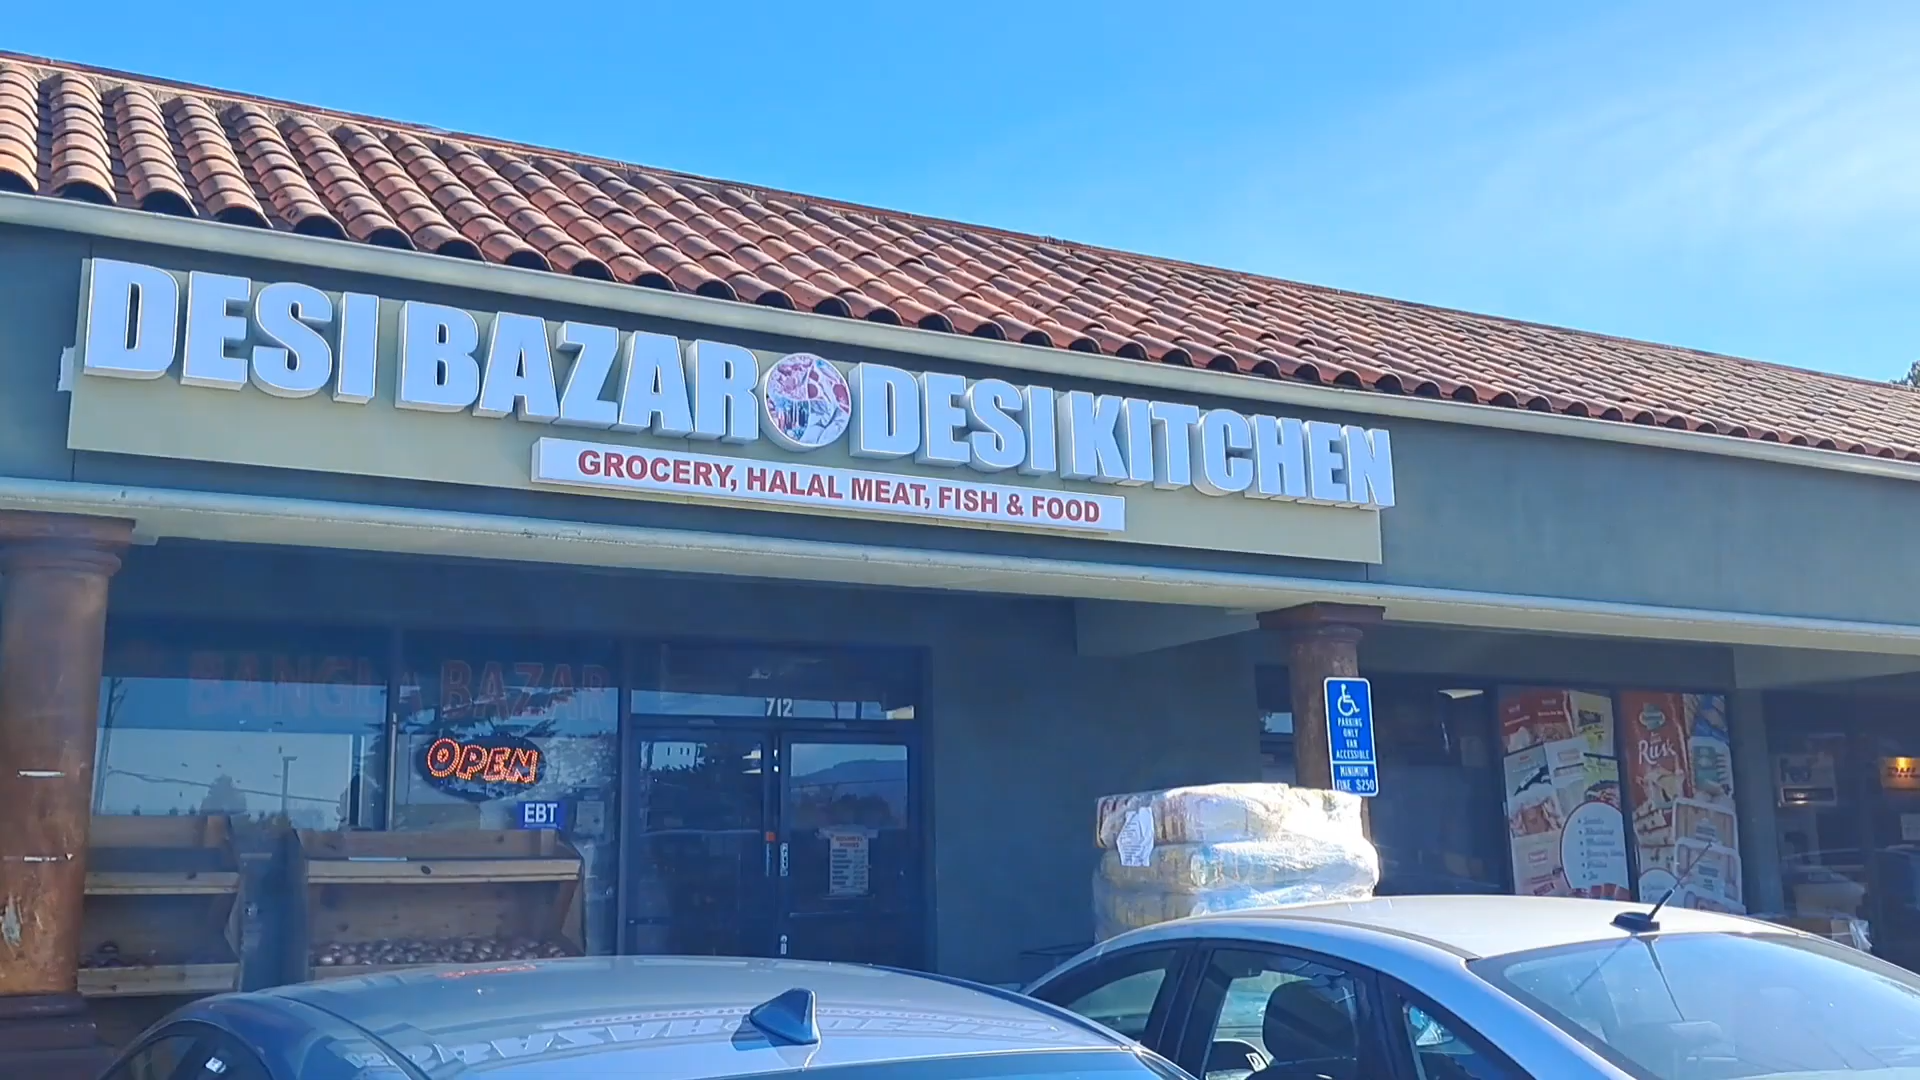 DESI BAZAR DESI KITCHEN
GROCERY, HALAL MEAT, FISH & FOOD
BANGLA BAZAR
712
OPEN
EBT
PARKING
ONLY
VAN
ACCESSIBLE
MINIMUM
FINE $250
Rusk